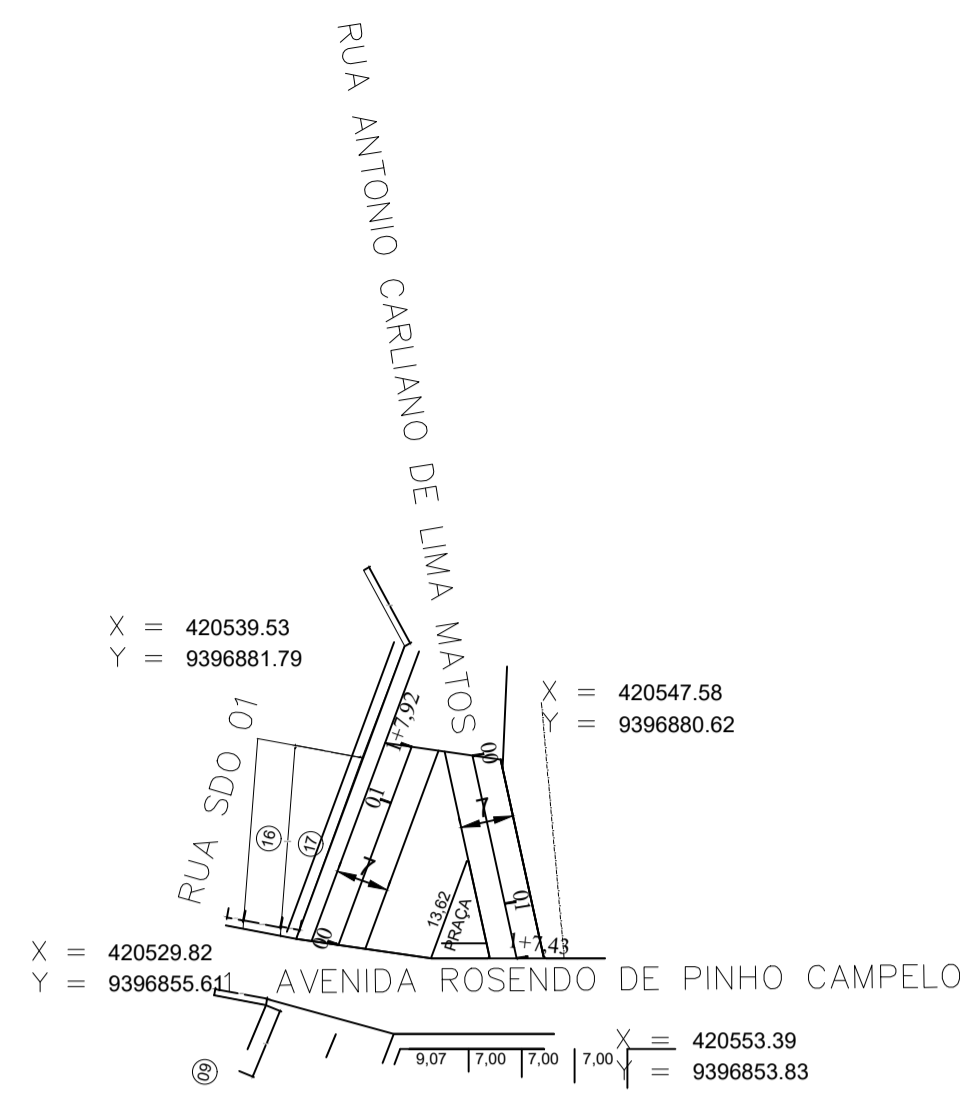 RUA ANTONIO CARLIANO DE LIMA MATOS
X = 420539.53
Y = 9396881.79
X = 420547.58
Y = 9396880.62
RUA SDO 01
1+7,92
00
01
7
16
17
7
01
13,62
PRAÇA
00
1+7,43
X = 420529.82
Y = 9396855.611
AVENIDA ROSENDO DE PINHO CAMPELO
X = 420553.39
Y = 9396853.83
9,07
7,00
7,00
7,00
09